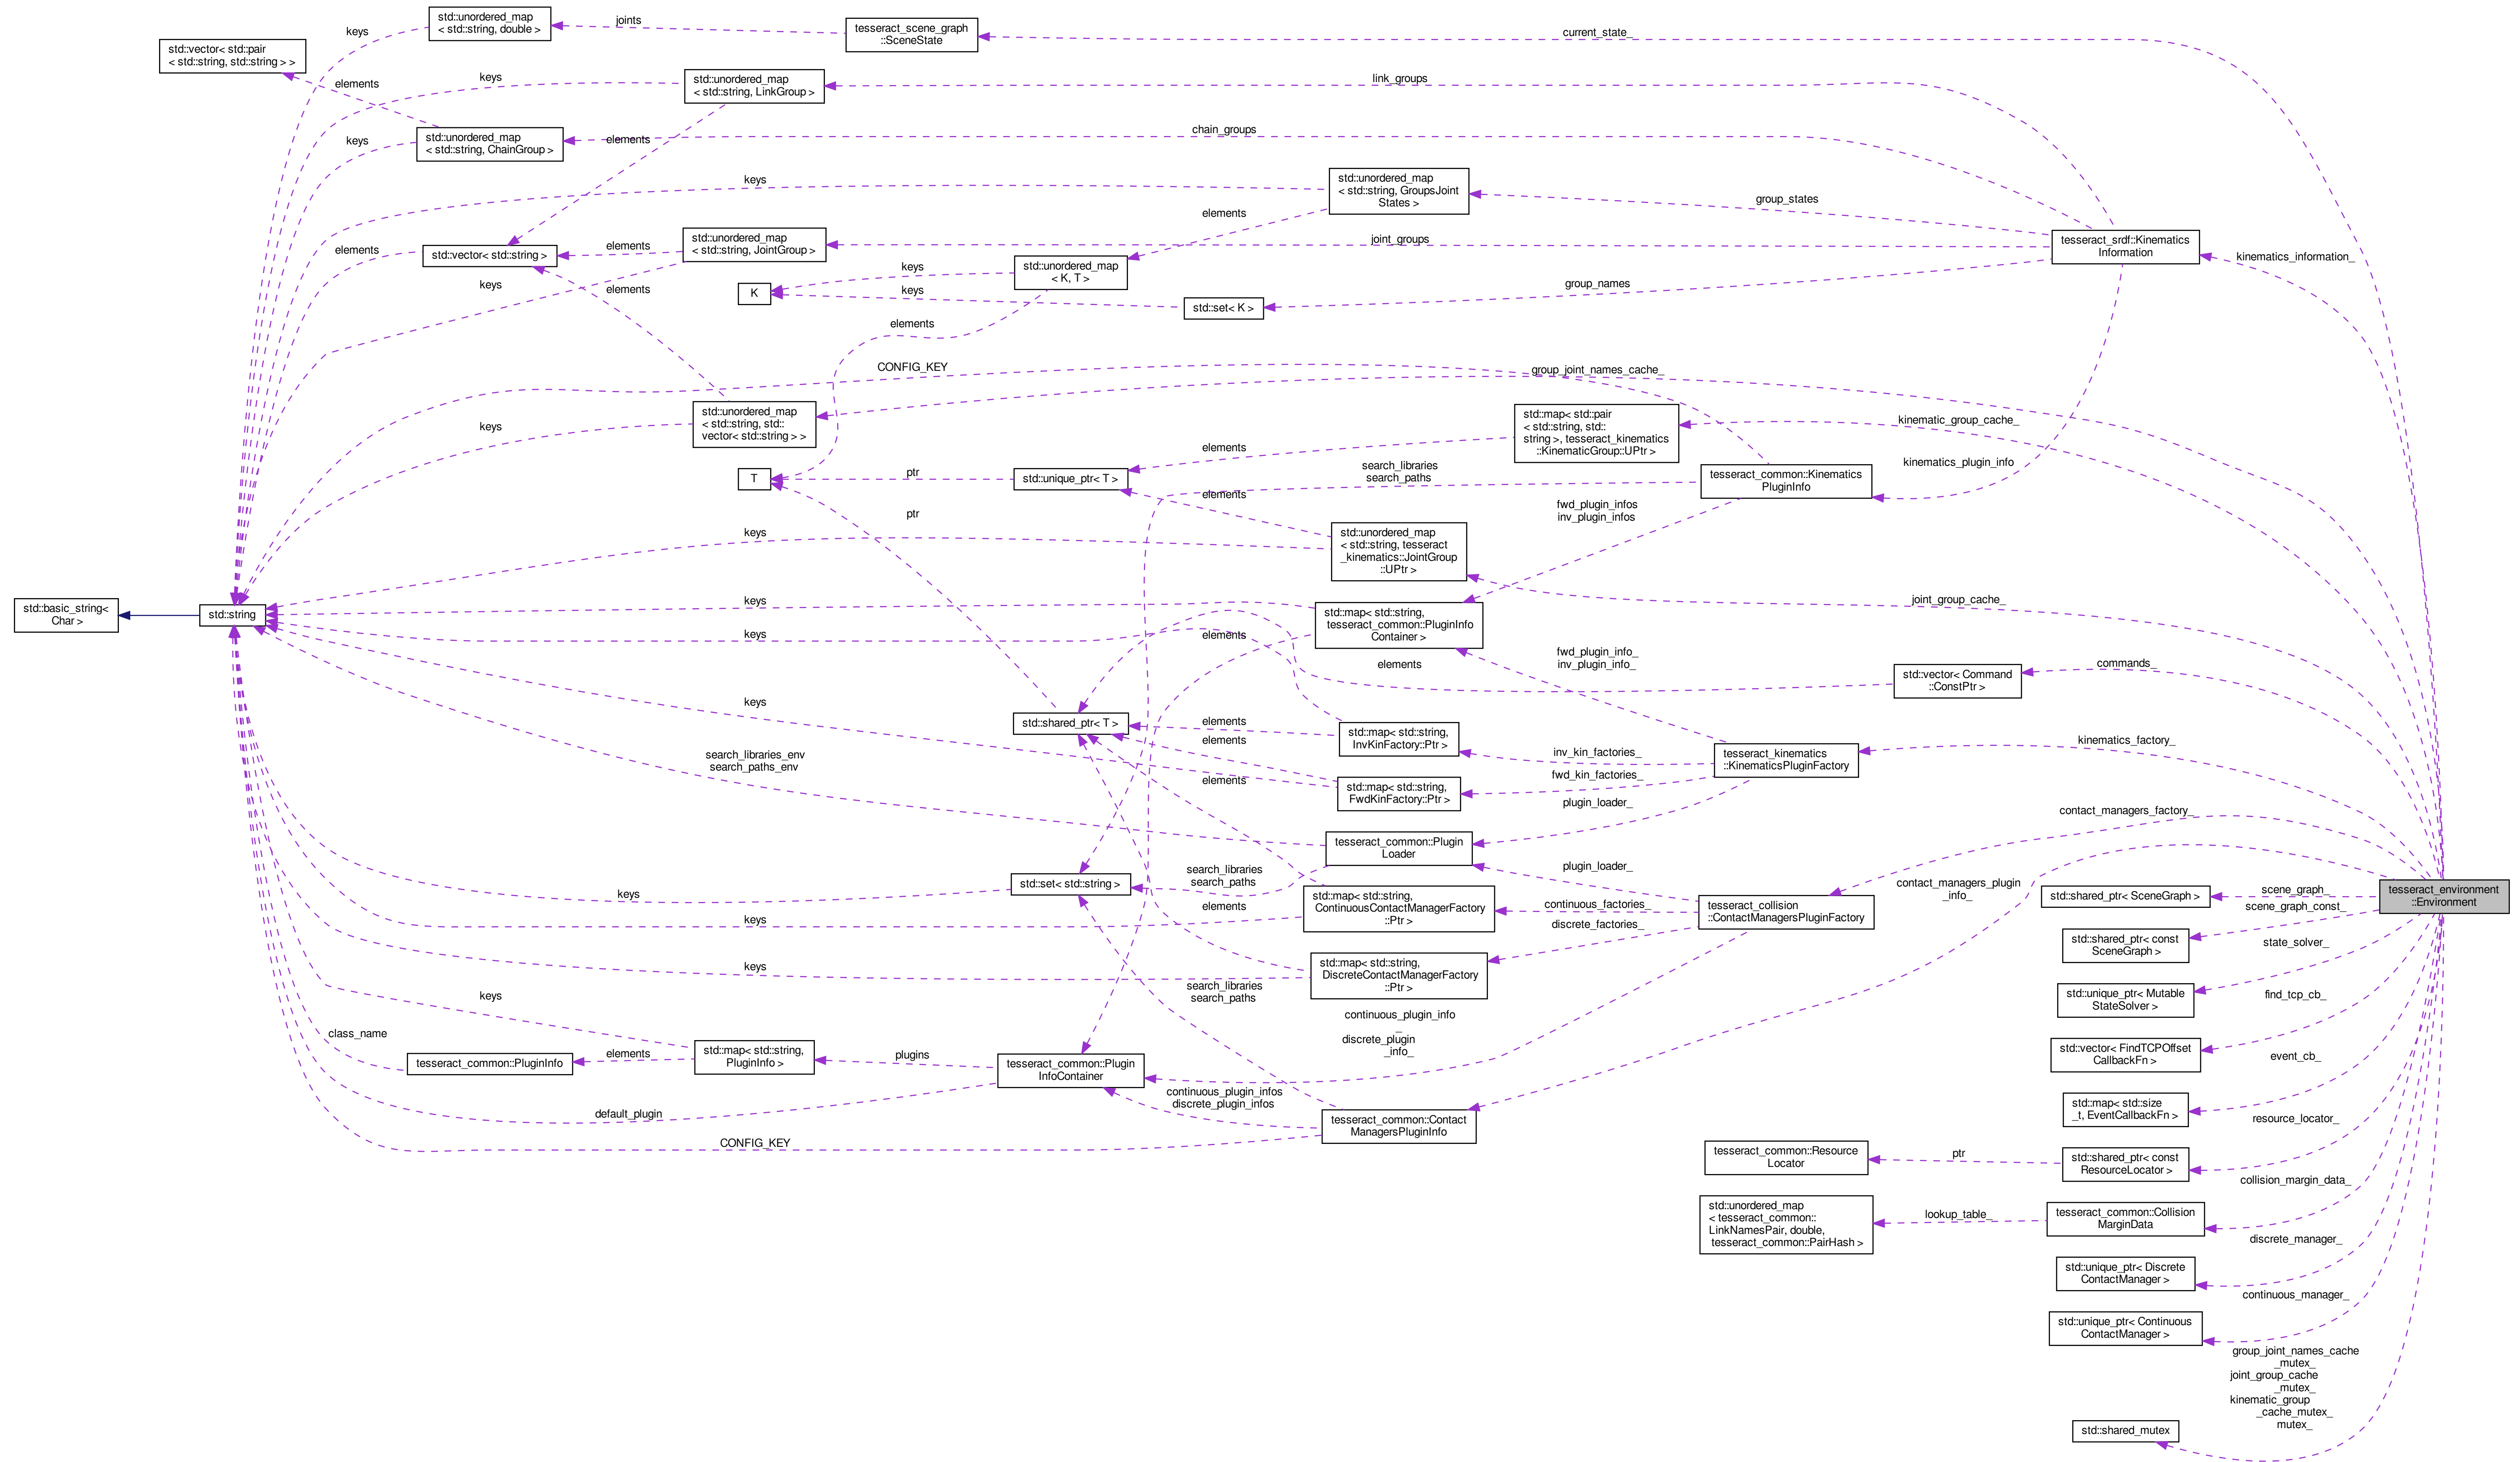 std::unordered_map
< std::string, double >
joints
tesseract_scene_graph
::SceneState
current_state_
keys
std::vector< std::pair
< std::string, std::string > >
elements
keys
std::unordered_map
< std::string, LinkGroup >
link_groups
keys
std::unordered_map
< std::string, ChainGroup >
elements
chain_groups
keys
std::unordered_map
< std::string, GroupsJoint
States >
group_states
elements
elements
std::vector< std::string >
elements
std::unordered_map
< std::string, JointGroup >
joint_groups
tesseract_srdf::Kinematics
Information
kinematics_information_
keys
elements
K
keys
keys
std::unordered_map
< K, T >
std::set< K >
group_names
elements
CONFIG_KEY
group_joint_names_cache_
keys
std::unordered_map
< std::string, std::
vector< std::string > >
std::map< std::pair
< std::string, std::
string >, tesseract_kinematics
::KinematicGroup::UPtr >
kinematic_group_cache_
elements
T
ptr
std::unique_ptr< T >
search_libraries
search_paths
tesseract_common::Kinematics
PluginInfo
kinematics_plugin_info
elements
ptr
fwd_plugin_infos
inv_plugin_infos
keys
std::unordered_map
< std::string, tesseract
_kinematics::JointGroup
::UPtr >
std::basic_string<
Char >
std::string
keys
keys
elements
std::map< std::string,
tesseract_common::PluginInfo
Container >
joint_group_cache_
elements
fwd_plugin_info_
inv_plugin_info_
std::vector< Command
::ConstPtr >
commands_
keys
std::shared_ptr< T >
elements
elements
std::map< std::string,
InvKinFactory::Ptr >
inv_kin_factories_
tesseract_kinematics
::KinematicsPluginFactory
kinematics_factory_
search_libraries_env
search_paths_env
elements
std::map< std::string,
FwdKinFactory::Ptr >
fwd_kin_factories_
plugin_loader_
contact_managers_factory_
tesseract_common::Plugin
Loader
plugin_loader_
keys
std::set< std::string >
search_libraries
search_paths
contact_managers_plugin
_info_
std::shared_ptr< SceneGraph >
scene_graph_
tesseract_environment
::Environment
keys
elements
std::map< std::string,
ContinuousContactManagerFactory
::Ptr >
continuous_factories_
discrete_factories_
tesseract_collision
::ContactManagersPluginFactory
scene_graph_const_
std::shared_ptr< const
SceneGraph >
state_solver_
keys
std::map< std::string,
DiscreteContactManagerFactory
::Ptr >
search_libraries
search_paths
std::unique_ptr< Mutable
StateSolver >
find_tcp_cb_
keys
continuous_plugin_info
_
discrete_plugin
_info_
class_name
tesseract_common::PluginInfo
elements
std::map< std::string,
PluginInfo >
plugins
tesseract_common::Plugin
InfoContainer
std::vector< FindTCPOffset
CallbackFn >
event_cb_
default_plugin
continuous_plugin_infos
discrete_plugin_infos
tesseract_common::Contact
ManagersPluginInfo
std::map< std::size
_t, EventCallbackFn >
resource_locator_
CONFIG_KEY
tesseract_common::Resource
Locator
ptr
std::shared_ptr< const
ResourceLocator >
collision_margin_data_
std::unordered_map
< tesseract_common::
LinkNamesPair, double,
tesseract_common::PairHash >
lookup_table_
tesseract_common::Collision
MarginData
discrete_manager_
std::unique_ptr< Discrete
ContactManager >
continuous_manager_
std::unique_ptr< Continuous
ContactManager >
group_joint_names_cache
_mutex_
joint_group_cache
_mutex_
kinematic_group
_cache_mutex_
mutex_
std::shared_mutex